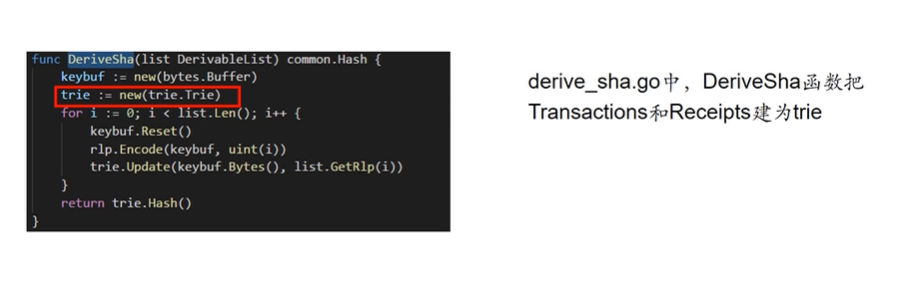 func DeriveSha(list DerivableList) common.Hash {
    keybuf := new(bytes.Buffer)
    trie := new(trie.Trie)
    for i := 0; i < list.Len(); i++ {
        keybuf.Reset()
        rlp.Encode(keybuf, uint(i))
        trie.Update(keybuf.Bytes(), list.GetRlp(i))
    }
    return trie.Hash()
}
derive_sha.go中，DeriveSha函数把
Transactions和Receipts建为trie